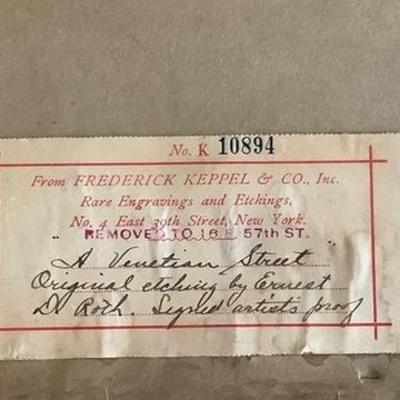 No. K 10894
From FREDERICK KEPPEL & CO., Inc.
Rare Engravings and Etchings,
No. 4 East 39th Street, New York.
REMOVED TO 16 E. 57th ST.
A Venetian Street
Original etching by Ernest
D. Roth. Signed artist's proof